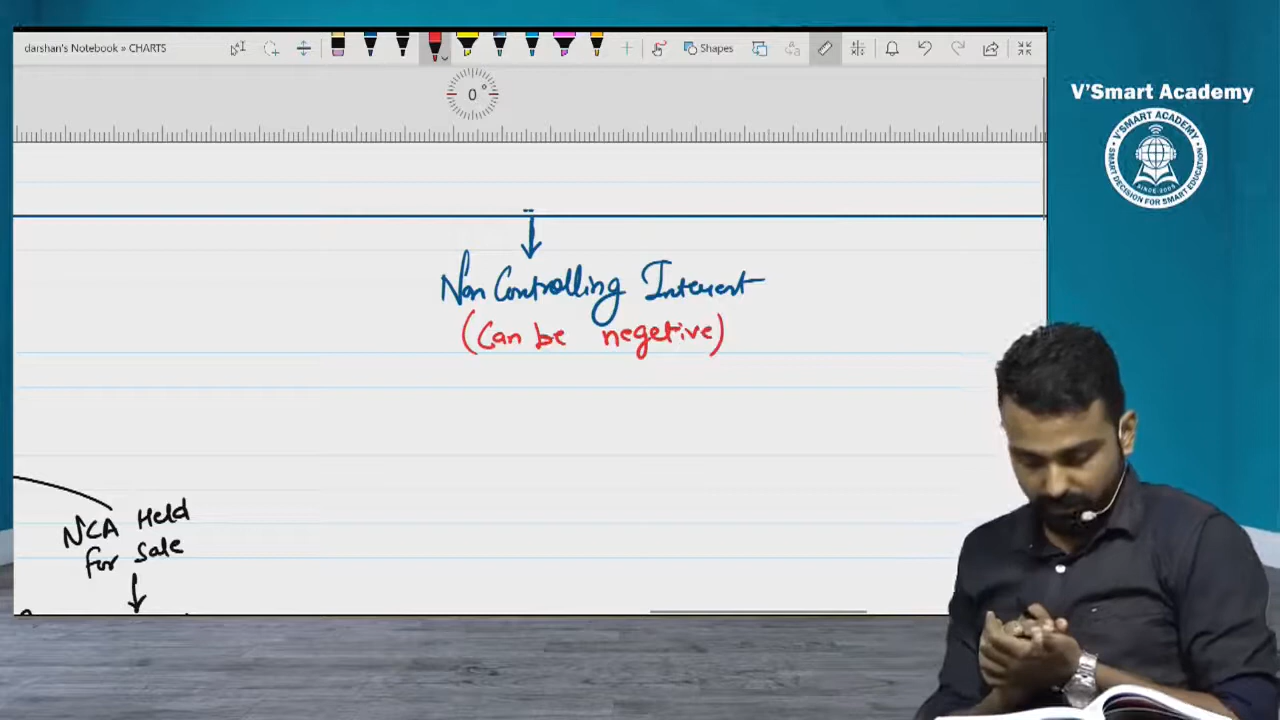 darshan's Notebook » CHARTS
Shapes
0°
V'Smart Academy
V'SMART ACADEMY
SMART DECISION FOR SMART EDUCATION
SINCE-2005
Non Controlling Interest
(Can be negetive)
NCA Held
for sale